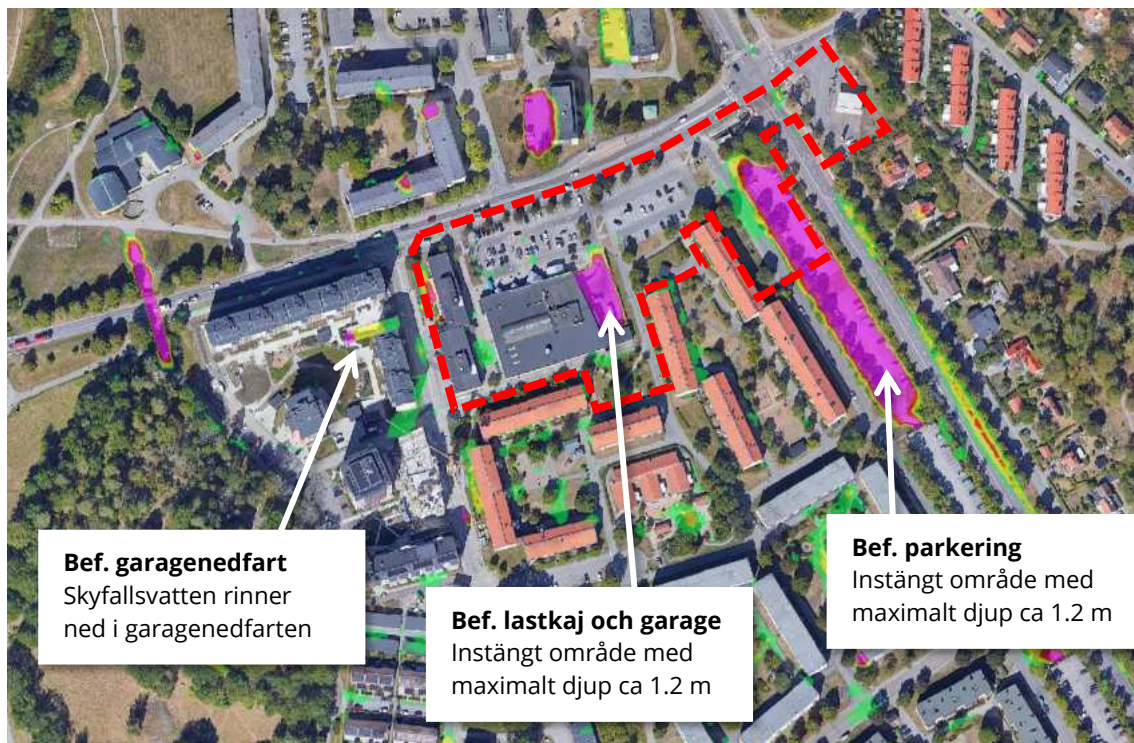 Bef. garagenedfart
Skyfallsvatten rinner
ned i garagenedfarten
Bef. lastkaj och garage
Instängt område med
maximalt djup ca 1.2 m
Bef. parkering
Instängt område med
maximalt djup ca 1.2 m